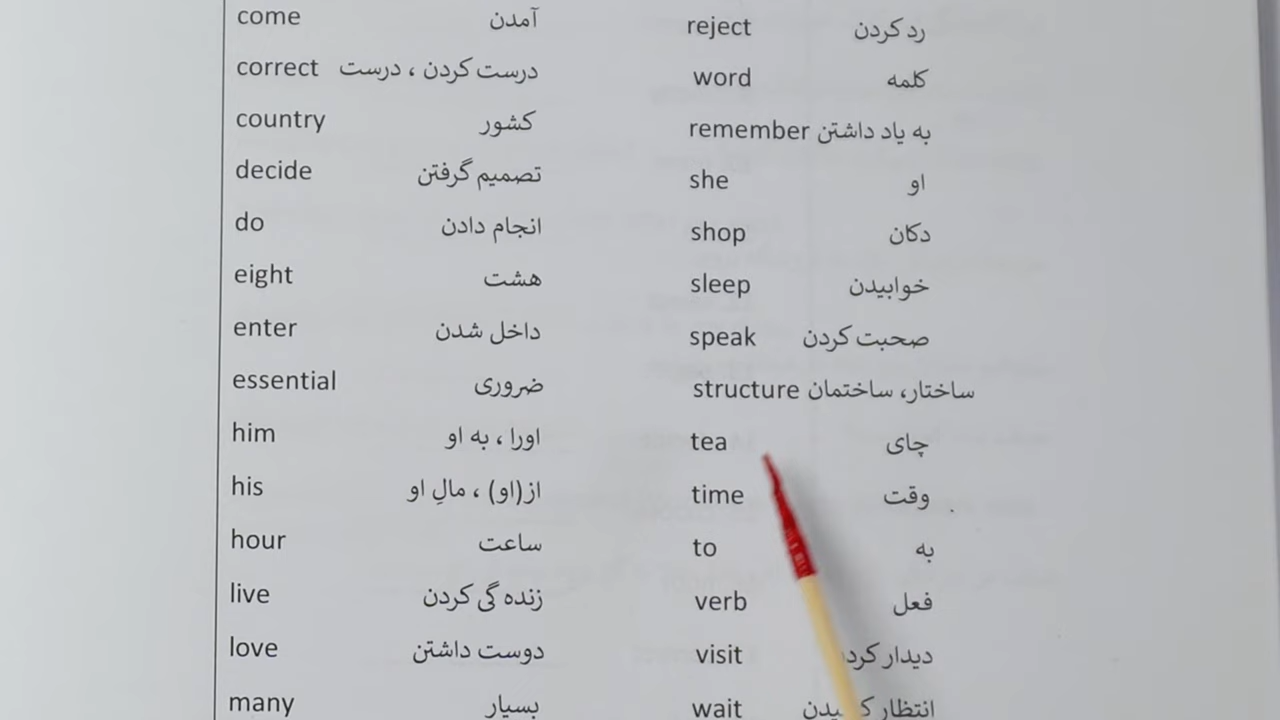 come آمدن
correct درست کردن ، درست
country کشور
decide تصمیم گرفتن
do انجام دادن
eight هشت
enter داخل شدن
essential ضروری
him اورا ، به او
his از(او) ، مالِ او
hour ساعت
live زنده گی کردن
love دوست داشتن
many بسیار
reject رد کردن
word کلمه
remember به یاد داشتن
she او
shop دکان
sleep خوابیدن
speak صحبت کردن
structure ساختار، ساختمان
tea چای
time وقت
to به
verb فعل
visit دیدار
wait انتظار